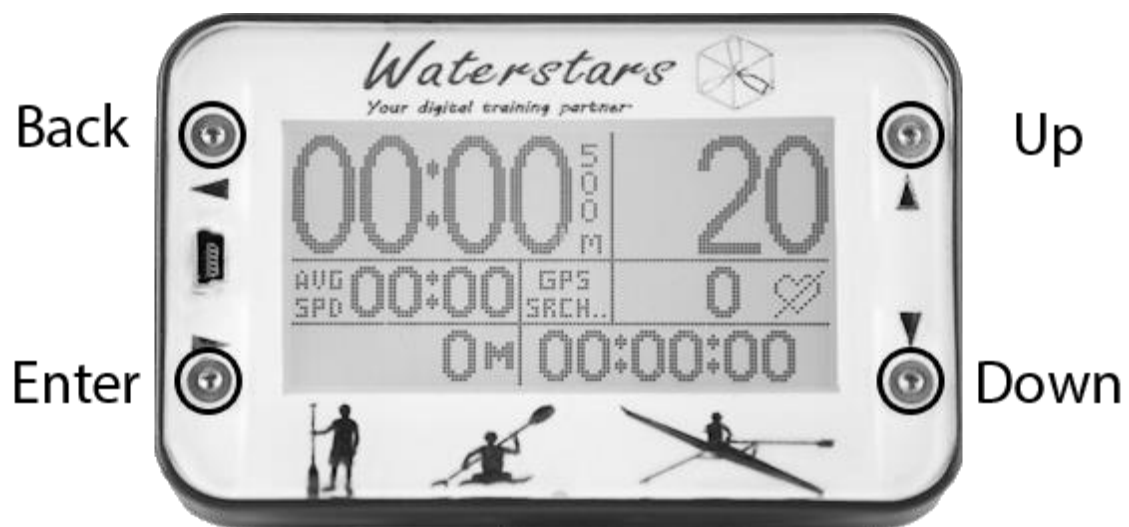 Waterstars
Your digital training partner
Back
Up
00:00 500M 20
AVG SPD 00:00 GPS SRCH.. 0
0M 00:00:00
Enter
Down